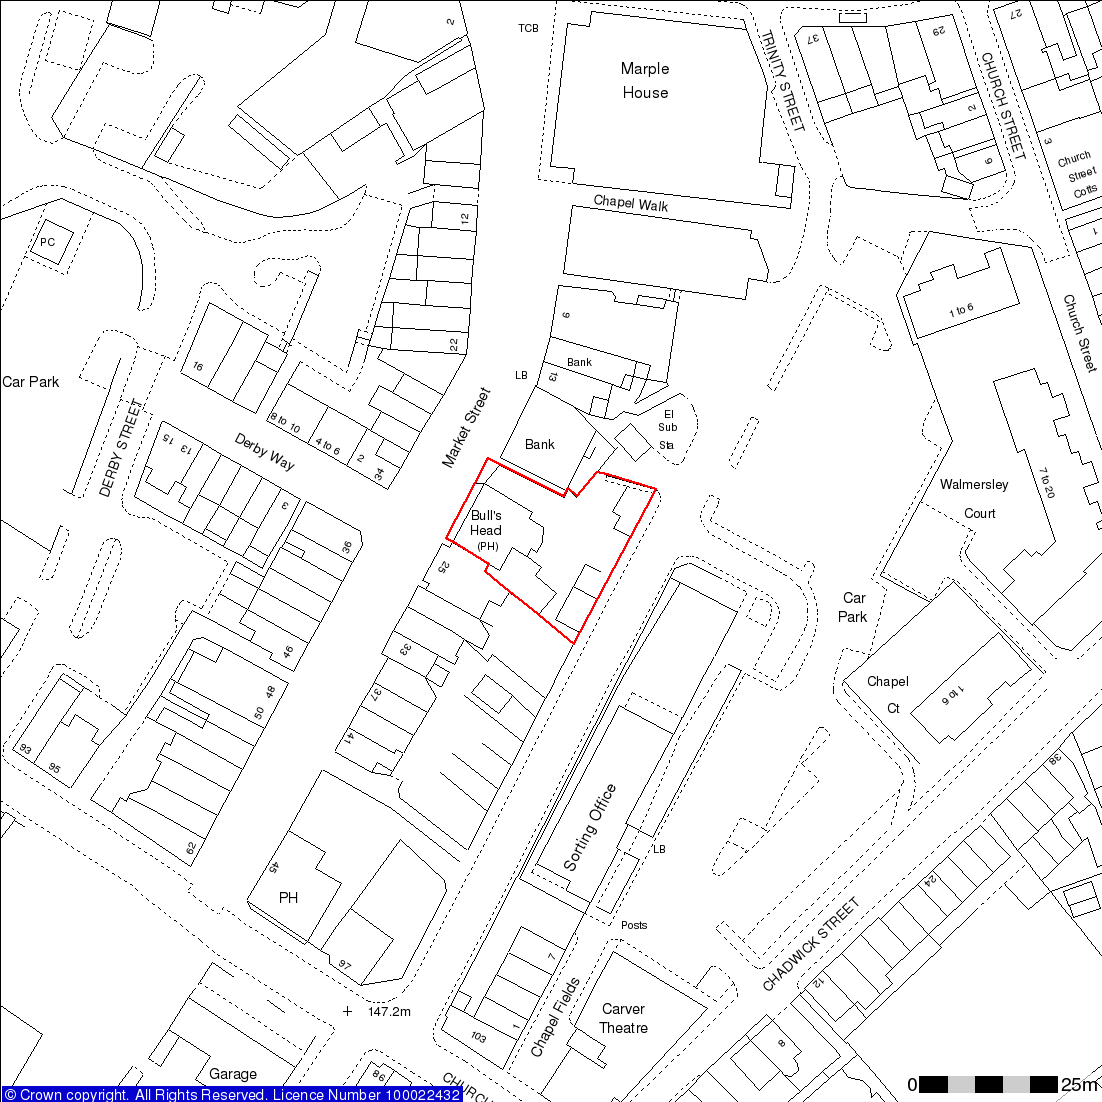 2
TCB
Marple
House
TRINITY STREET
37
29
CHURCH STREET
27
2
3
9
Church
Street
Cotts
1
Chapel Walk
12
PC
1 to 6
Church Street
9
22
Bank
13
LB
16
Car Park
Market Street
El
Sub
Sta
8 to 10
4 to 6
2
34
DERBY STREET
15
13
Derby Way
Bank
3
7 to 20
Walmersley
Court
Bull's
Head
(PH)
36
25
Car
Park
46
33
48
50
37
41
Chapel
Ct
1 to 6
93
95
38
Sorting Office
62
45
LB
24
PH
CHADWICK STREET
Posts
97
7
12
147.2m
Chapel Fields
Carver
Theatre
1
103
8
Garage
86
CHURCH
0
25m
© Crown copyright. All Rights Reserved. Licence Number 100022432